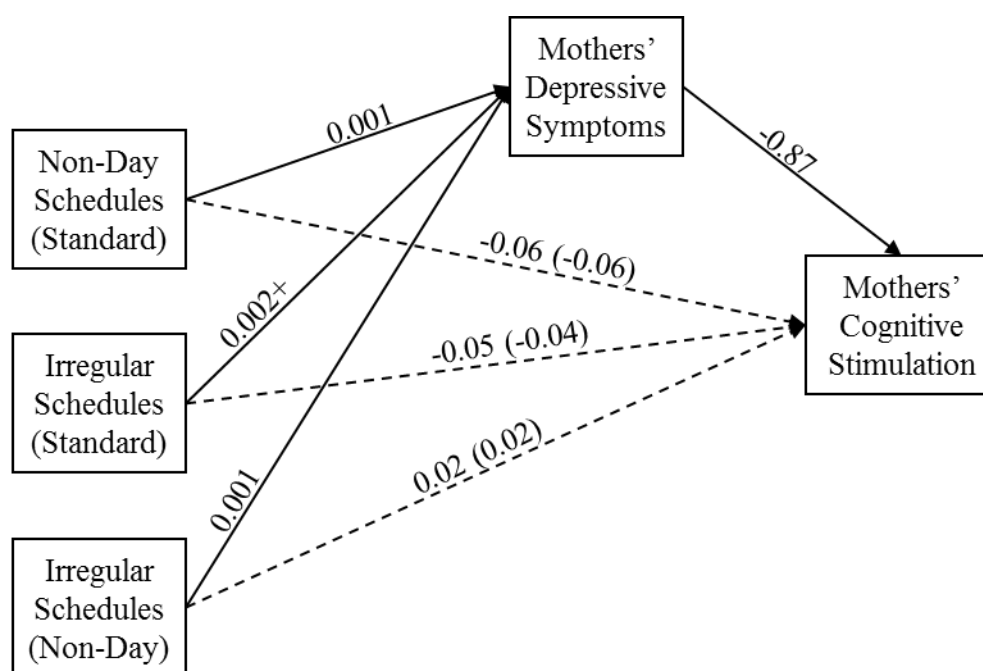 Mothers’
Depressive
Symptoms
0.001
-0.87
Non-Day
Schedules
(Standard)
-0.06 (-0.06)
Mothers’
Cognitive
Stimulation
0.002+
-0.05 (-0.04)
Irregular
Schedules
(Standard)
0.02 (0.02)
0.001
Irregular
Schedules
(Non-Day)